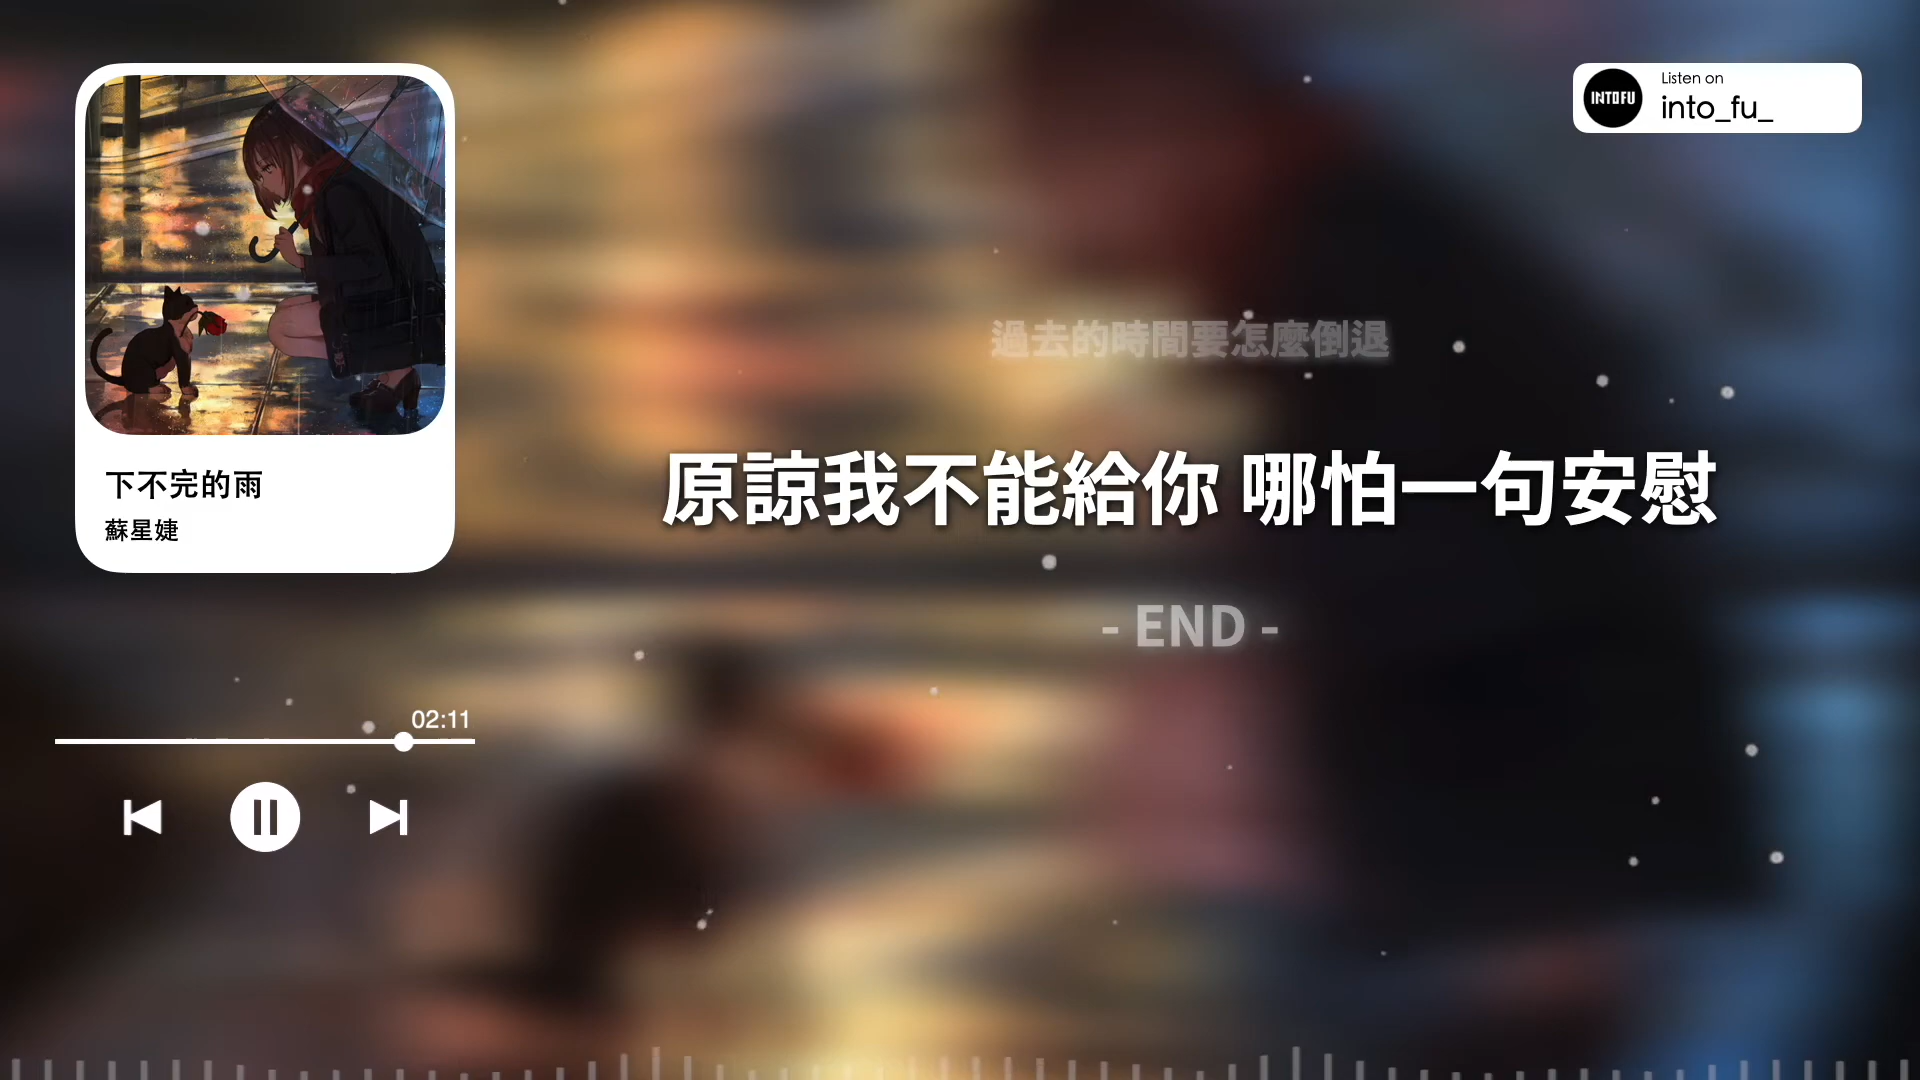 下不完的雨
蘇星婕
02:11
過去的時間要怎麼倒退
原諒我不能給你 哪怕一句安慰
- END -
INTOFU
Listen on
into_fu_